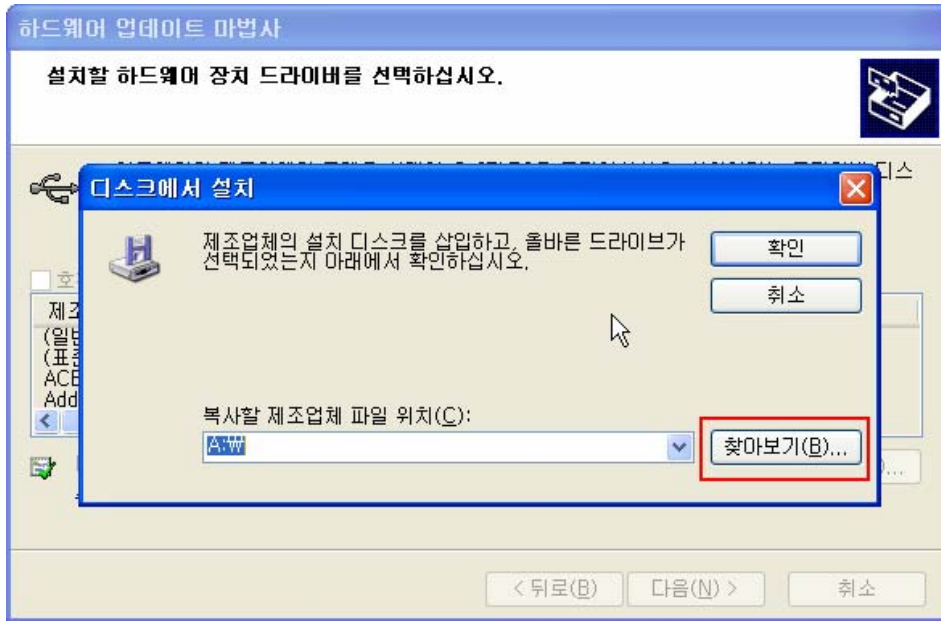 하드웨어 업데이트 마법사
설치할 하드웨어 장치 드라이버를 선택하십시오.
디스
디스크에서 설치
제조업체의 설치 디스크를 삽입하고, 올바른 드라이브가
선택되었는지 아래에서 확인하십시오.
확인
취소
호
제조
(일반
(표준
ACE
Add
복사할 제조업체 파일 위치(C):
A:₩
찾아보기(B)...
< 뒤로(B)
다음(N) >
취소